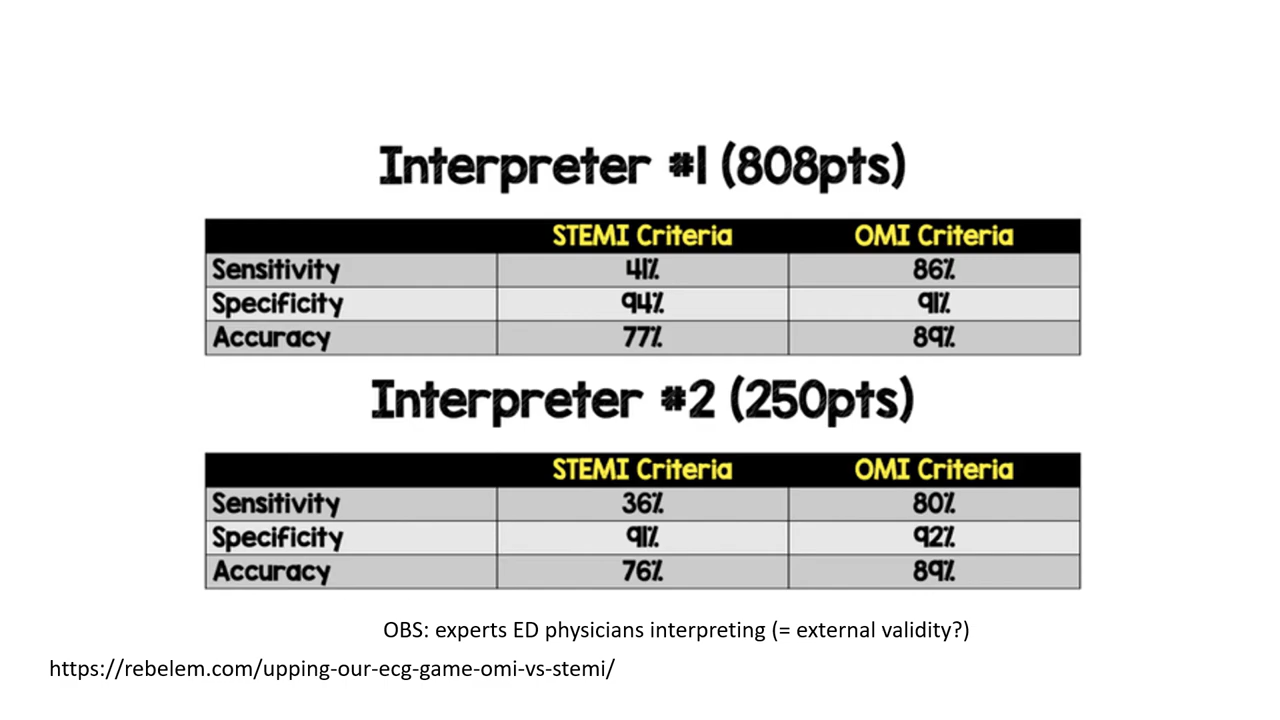 Interpreter #1 (808pts)
STEMI Criteria OMI Criteria
Sensitivity 41% 86%
Specificity 94% 91%
Accuracy 77% 89%
Interpreter #2 (250pts)
STEMI Criteria OMI Criteria
Sensitivity 36% 80%
Specificity 91% 92%
Accuracy 76% 89%
OBS: experts ED physicians interpreting (= external validity?)
https://rebelem.com/upping-our-ecg-game-omi-vs-stemi/